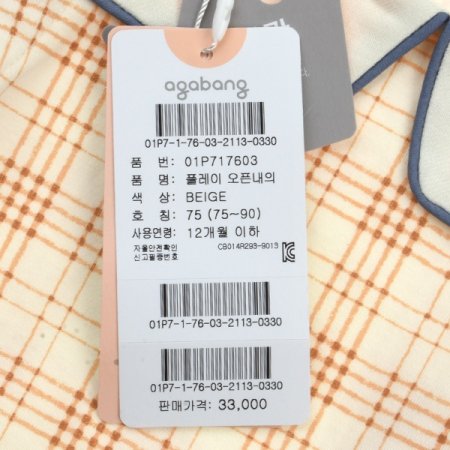 agabang
01P7-1-76-03-2113-0330
품 번: 01P717603
품 명: 플레이 오픈내의
색 상: BEIGE
호 칭: 75 (75~90)
사용연령: 12개월 이하
자율안전확인
신고필증번호
CB014R293-9013
01P7-1-76-03-2113-0330
01P7-1-76-03-2113-0330
판매가격: 33,000